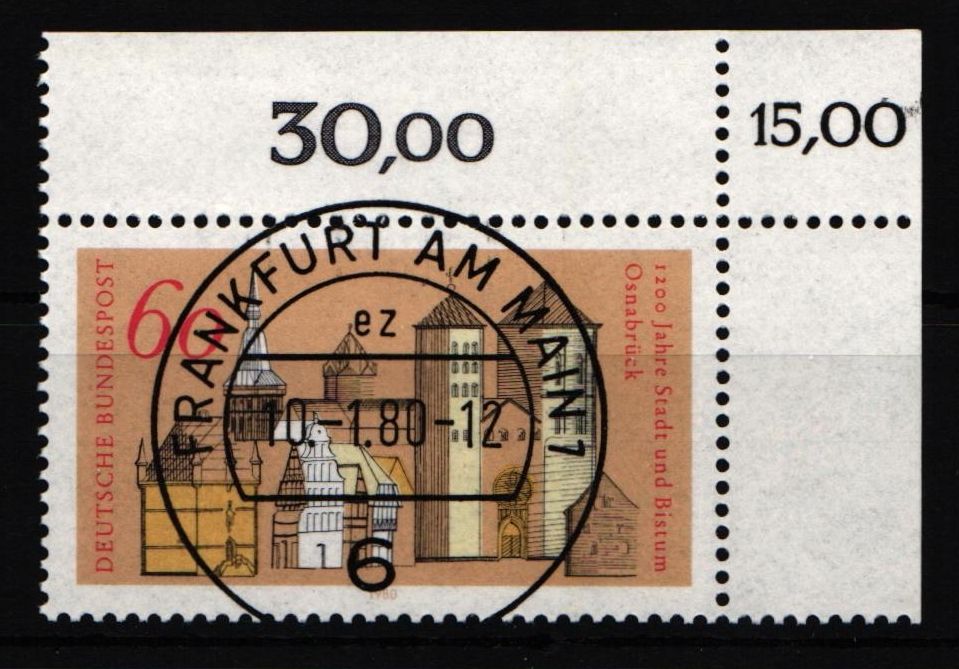 30,00
15,00
DEUTSCHE BUNDESPOST
60
1200 Jahre Stadt und Bistum
Osnabrück
FRANKFURT AM MAIN 1
ez
10.-1.80-12
6
1980